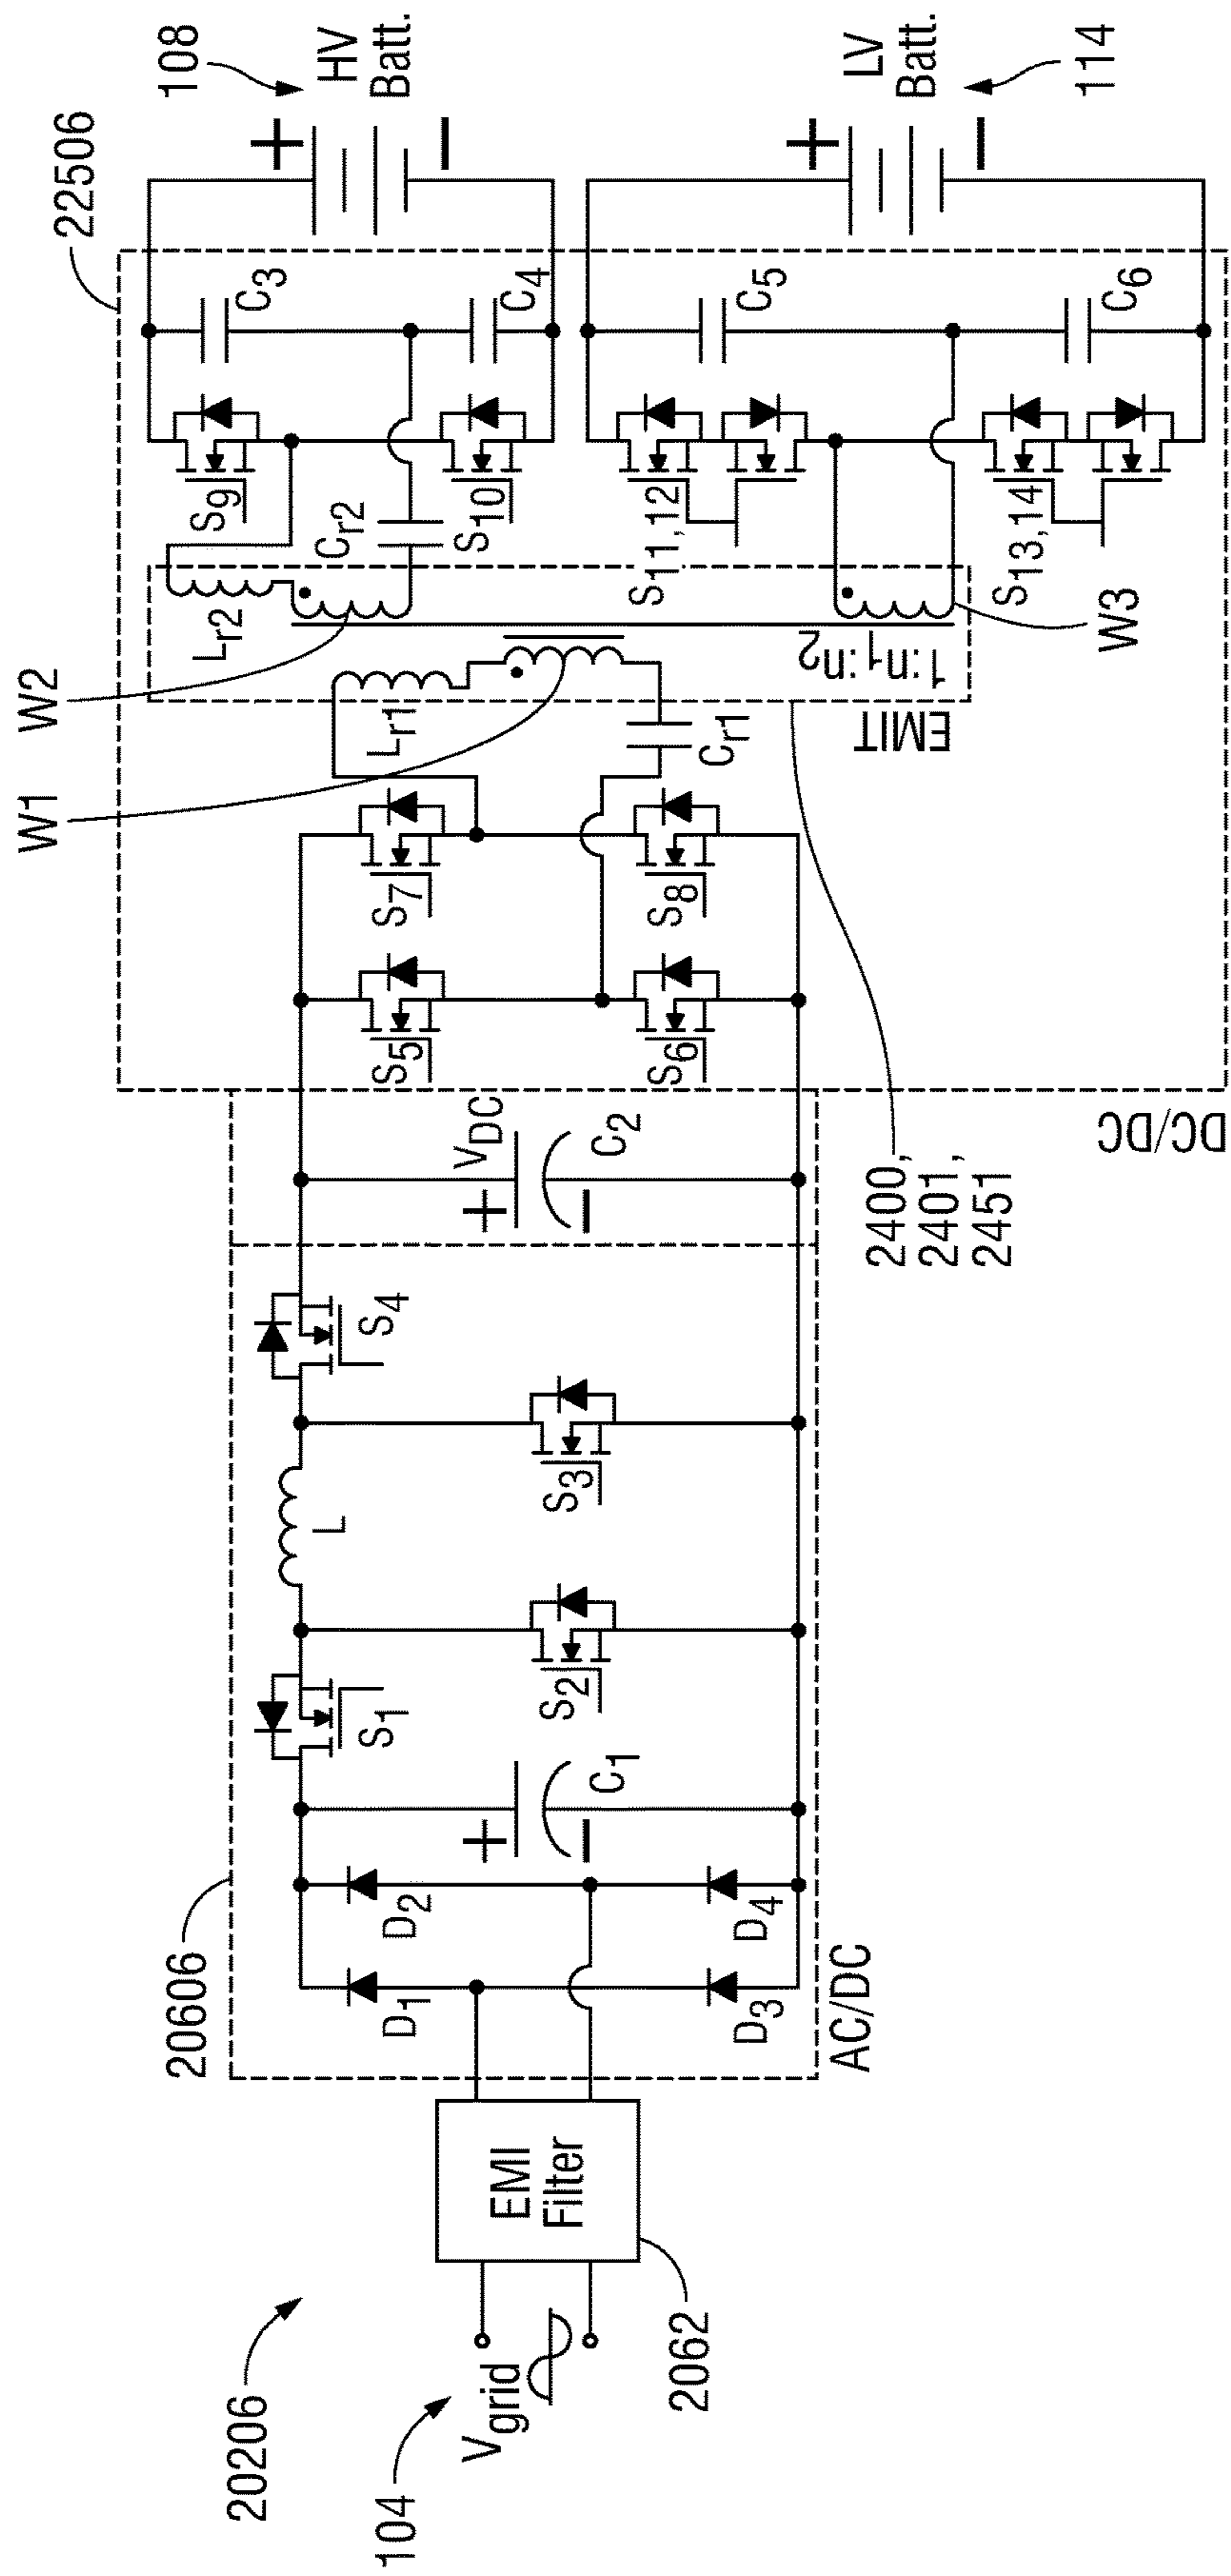 20206
104
Vgrid
EMI
Filter
2062
20606
AC/DC
D1
D2
D3
D4
+
−
C1
S1
S2
L
S3
S4
+
VDC
−
C2
DC/DC
22506
S5
S6
S7
S8
W1
W2
Lr1
Cr1
Lr2
Cr2
EMIT
1:n1:n2
W3
2400,
2401,
2451
S9
S10
S11,12
S13,14
C3
C4
C5
C6
108
HV
Batt.
+
−
LV
Batt.
+
−
114